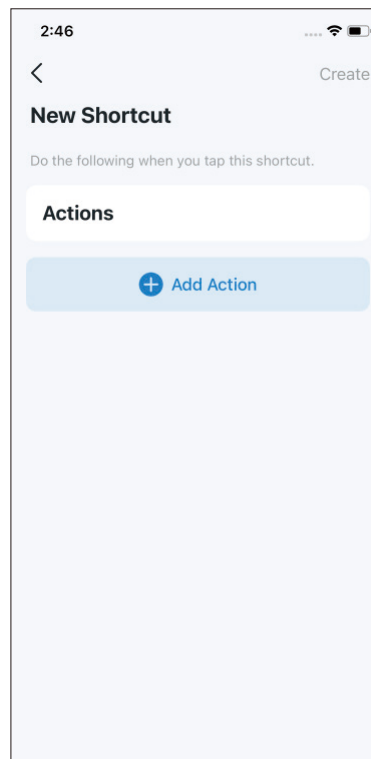 2:46
Create
New Shortcut
Do the following when you tap this shortcut.
Actions
Add Action